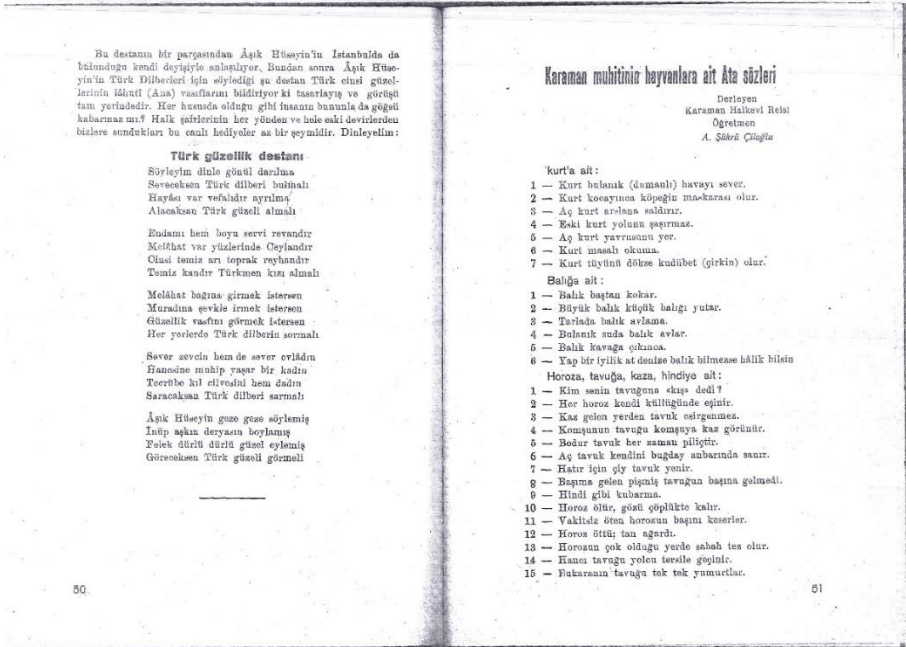 Bu destanın bir parçasından Âşık Hüseyin'in İstanbulda da
bulunduğu kendi deyişiyle anlaşılıyor. Bundan sonra Âşık Hüse-
yin'in Türk Dilberleri için söylediği şu destan Türk cinsi güzel-
lerinin lâhuti (Ana) vasıflarını bildiriyor ki tasarlayış ve görüşü
tam yerindedir. Her hususda olduğu gibi insanın bununla da göğsü
kabarmaz mı? Halk şairlerinin her yönden ve hele eski devirlerden
bizlere sundukları bu canlı hediyeler az bir şeymidir. Dinleyelim:
Türk güzellik destanı
Söyleyim dinle gönül darılma
Seveceksen Türk dilberi bulmalı
Hayâsı var vefalıdır ayrılma
Alacaksan Türk güzeli almalı
Endamı hem boyu servi revandır
Melâhat var yüzlerinde Ceylandır
Cinsi temiz arı toprak reyhandır
Temiz kandır Türkmen kızı almalı
Melâhat bağına girmek istersen
Muradına şevkle irmek istersen
Güzellik vasfını görmek istersen
Her yerlerde Türk dilberin sormalı
Sever zevcin hem de sever evlâdın
Hanesine muhip yaşar bir kadın
Tecrübe kıl cilvesini hem dadın
Saracaksan Türk dilberi sarmalı
Âşık Hüseyin geze geze söylemiş
İnüp aşkın deryasın boylamış
Felek dürlü dürlü güzel eylemiş
Göreceksen Türk güzeli görmeli
50
Karaman muhitinin hayvanlara ait Ata sözleri
Derleyen
Karaman Halkevi Reisi
Öğretmen
A. Şükrü Çiloğlu
kurt'a ait :
1 — Kurt bulanık (dumanlı) havayı sever.
2 — Kurt kocayınca köpeğin maskarası olur.
3 — Aç kurt arslana saldırır.
4 — Eski kurt yolunu şaşırmaz.
5 — Aç kurt yavrusunu yer.
6 — Kurt masalı okuma.
7 — Kurt tüyünü dökse kudübet (çirkin) olur.
Balığa ait :
1 — Balık baştan kokar.
2 — Büyük balık küçük balığı yutar.
3 — Tarlada balık avlama.
4 — Bulanık suda balık avlar.
5 — Balık kavağa çıkınca.
6 — Yap bir iyilik at denize balık bilmezse hâlik bilsin
Horoza, tavuğa, kaza, hindiye ait :
1 — Kim senin tavuğuna «kış» dedi?
2 — Her horoz kendi küllüğünde eşinir.
3 — Kaz gelen yerden tavuk esirgenmez.
4 — Komşunun tavuğu komşuya kaz görünür.
5 — Bodur tavuk her zaman piliçtir.
6 — Aç tavuk kendini buğday anbarında sanır.
7 — Hatır için çiy tavuk yenir.
8 — Başıma gelen pişmiş tavuğun başına gelmedi.
9 — Hindi gibi kubarma.
10 — Horoz ölür, gözü çöplükte kalır.
11 — Vakitsiz öten horozun başını keserler.
12 — Horos öttü; tan ağardı.
13 — Horozun çok olduğu yerde sabah tez olur.
14 — Hancı tavuğu yolcu tersile geçinir.
15 — Fukaranın tavuğu tek tek yumurtlar.
51